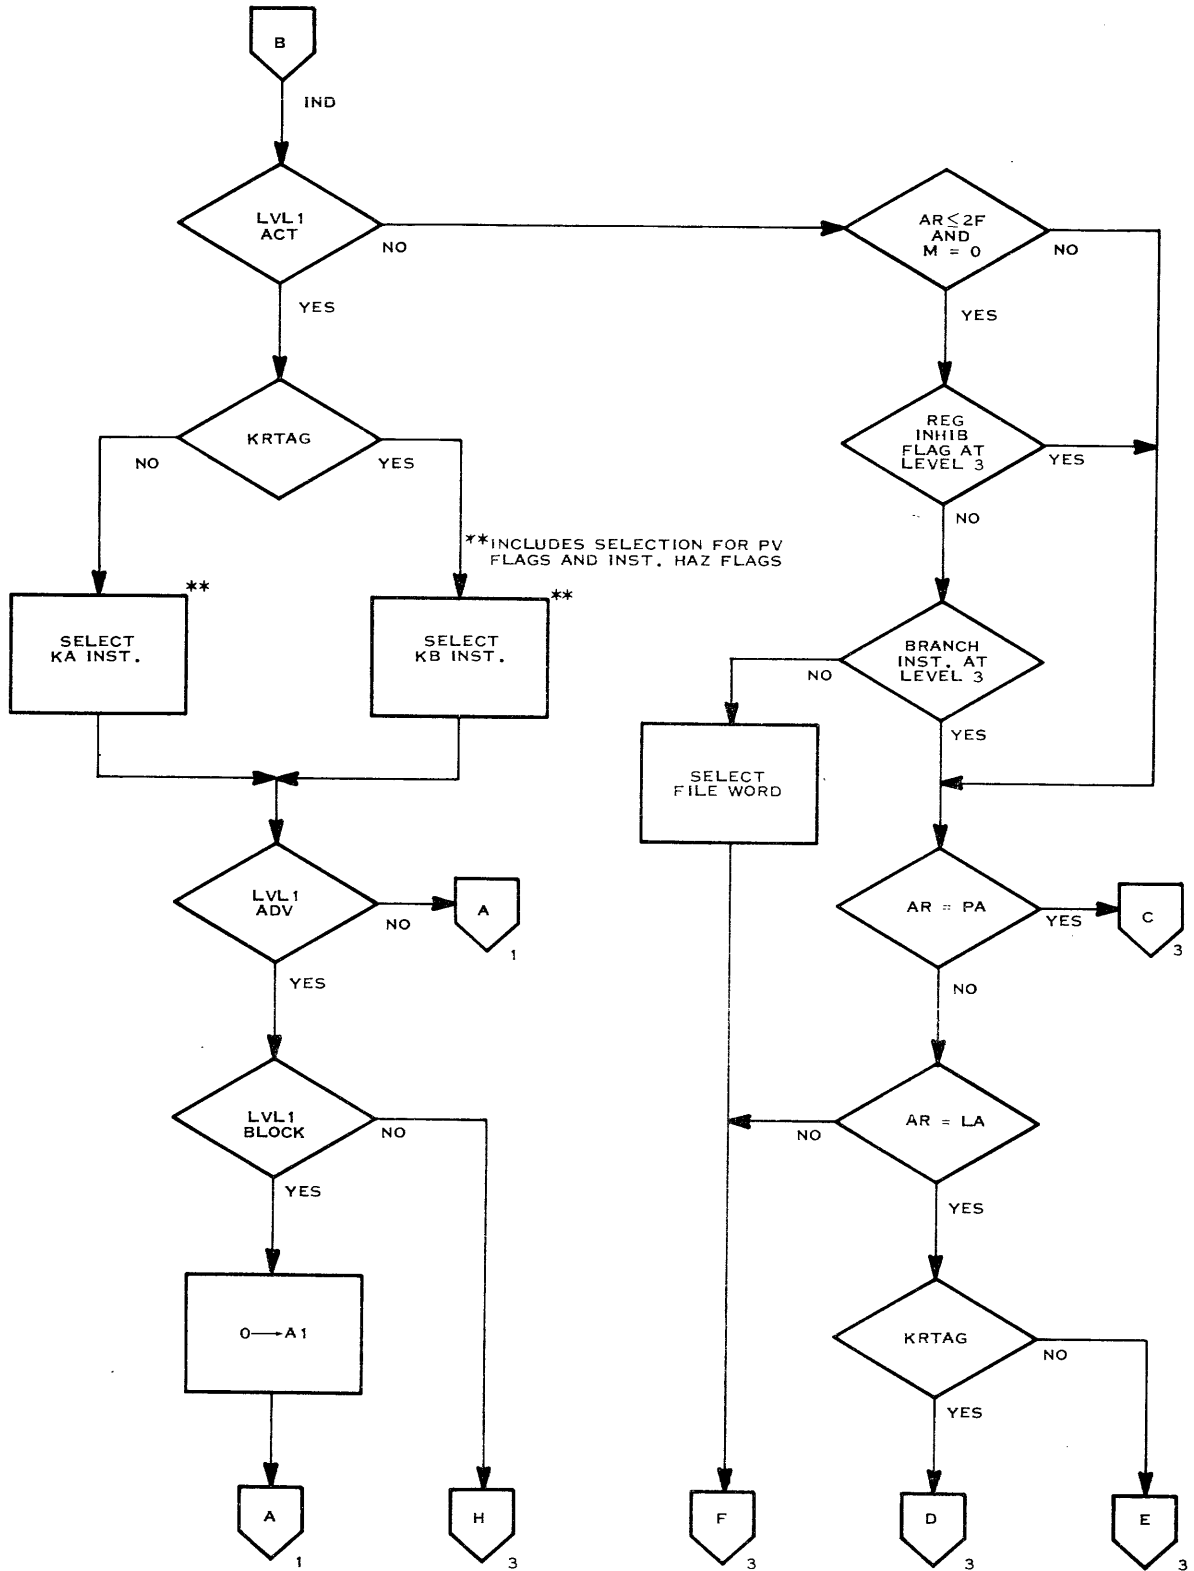 B
IND
LVL1
ACT
NO
YES
AR≤2F
AND
M = 0
NO
YES
KRTAG
NO
YES
REG
INHIB
FLAG AT
LEVEL 3
YES
NO
**INCLUDES SELECTION FOR PV
FLAGS AND INST. HAZ FLAGS
**
SELECT
KA INST.
**
SELECT
KB INST.
BRANCH
INST. AT
LEVEL 3
NO
YES
SELECT
FILE WORD
LVL1
ADV
NO
YES
A
1
AR = PA
YES
NO
C
3
LVL1
BLOCK
NO
YES
AR = LA
NO
YES
0→A1
KRTAG
NO
YES
A
1
H
3
F
3
D
3
E
3